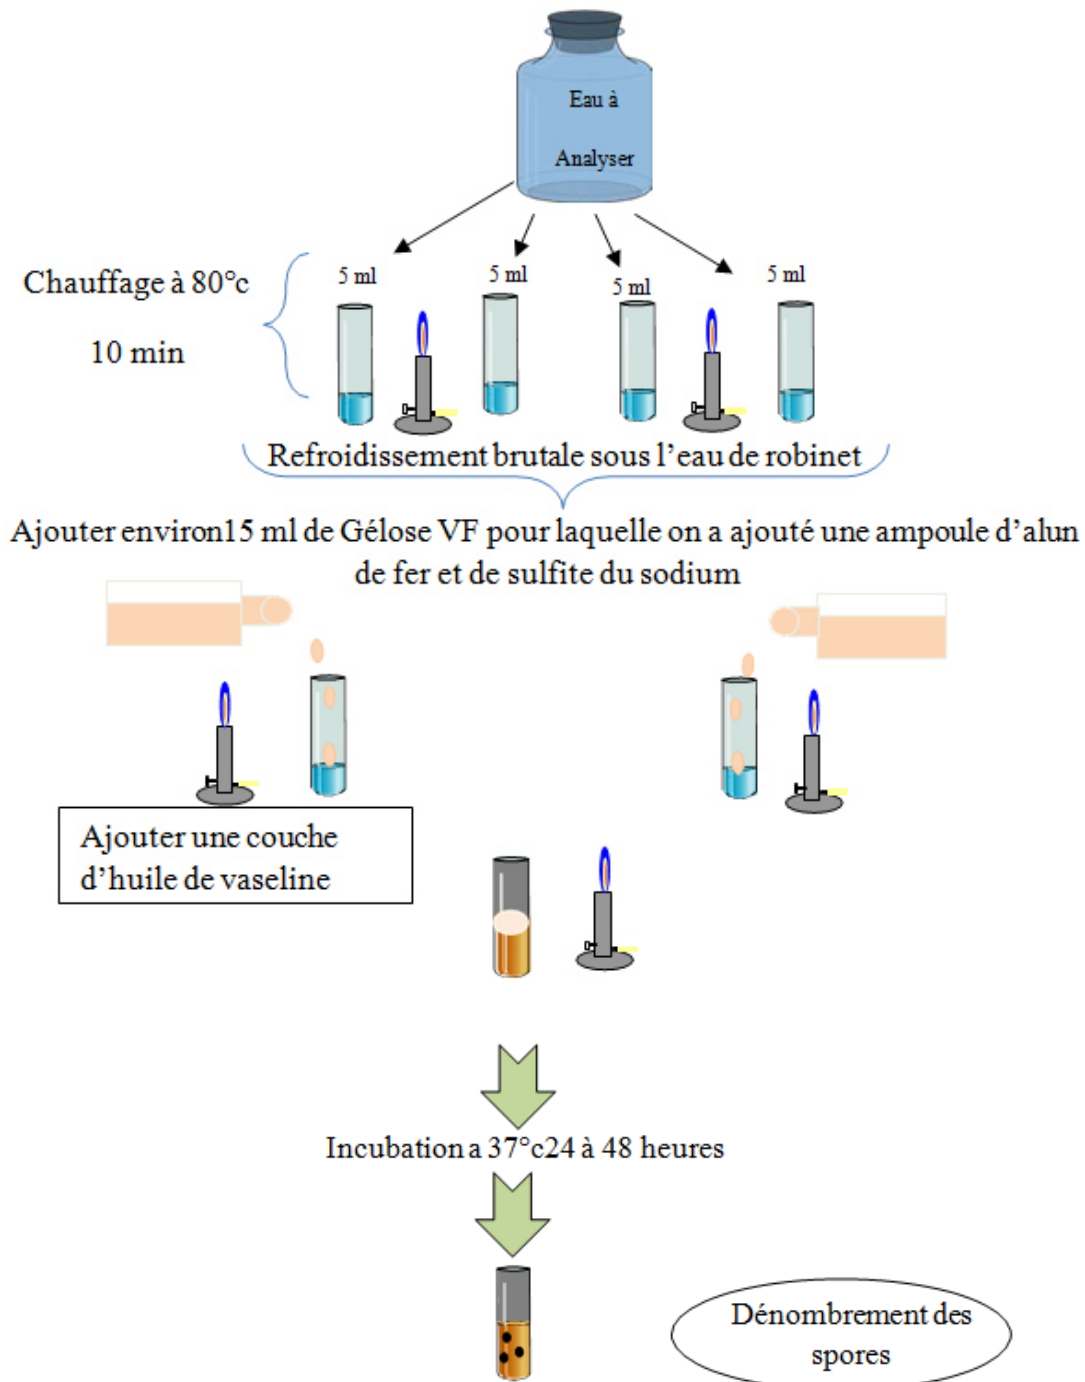 Eau à
Analyser
Chauffage à 80°c
10 min
5 ml
5 ml
5 ml
5 ml
Refroidissement brutale sous l'eau de robinet
Ajouter environ15 ml de Gélose VF pour laquelle on a ajouté une ampoule d'alun
de fer et de sulfite du sodium
Ajouter une couche
d'huile de vaseline
Incubation a 37°c24 à 48 heures
Dénombrement des
spores